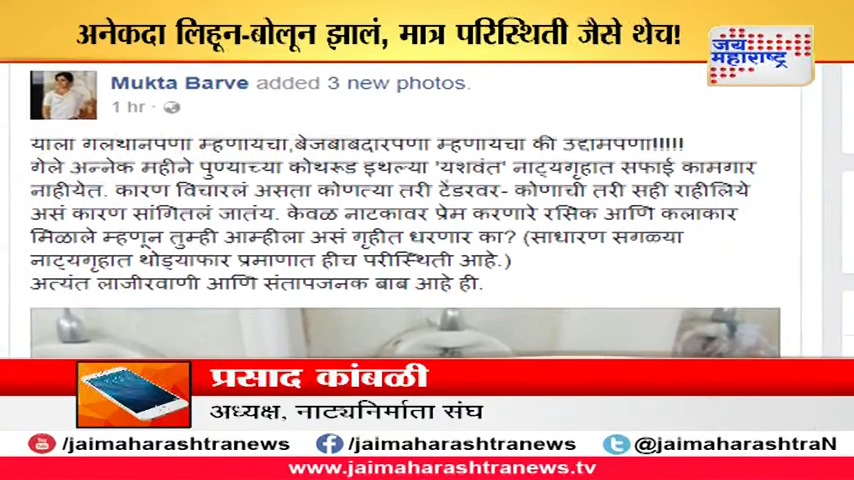 अनेकदा लिहून-बोलून झालं, मात्र परिस्थिती जैसे थेच!
जय
महाराष्ट्र
Mukta Barve added 3 new photos.
1 hr ·
याला गलथानपणा म्हणायचा,बेजबाबदारपणा म्हणायचा की उद्दामपणा!!!!!
गेले अन्नेक महीने पुण्याच्या कोथरूड इथल्या 'यशवंत' नाट्यगृहात सफाई कामगार
नाहीयेत. कारण विचारलं असता कोणत्या तरी टेंडरवर- कोणाची तरी सही राहीलिये
असं कारण सांगितलं जातंय. केवळ नाटकावर प्रेम करणारे रसिक आणि कलाकार
मिळाले म्हणून तुम्ही आम्हीला असं गृहीत धरणार का? (साधारण सगळ्या
नाट्यगृहात थोड्याफार प्रमाणात हीच परीस्थिती आहे.)
अत्यंत लाजीरवाणी आणि संतापजनक बाब आहे ही.
प्रसाद कांबळी
अध्यक्ष, नाट्यनिर्माता संघ
/jaimaharashtranews /jaimaharashtranews @jaimaharashtraN
www.jaimaharashtranews.tv